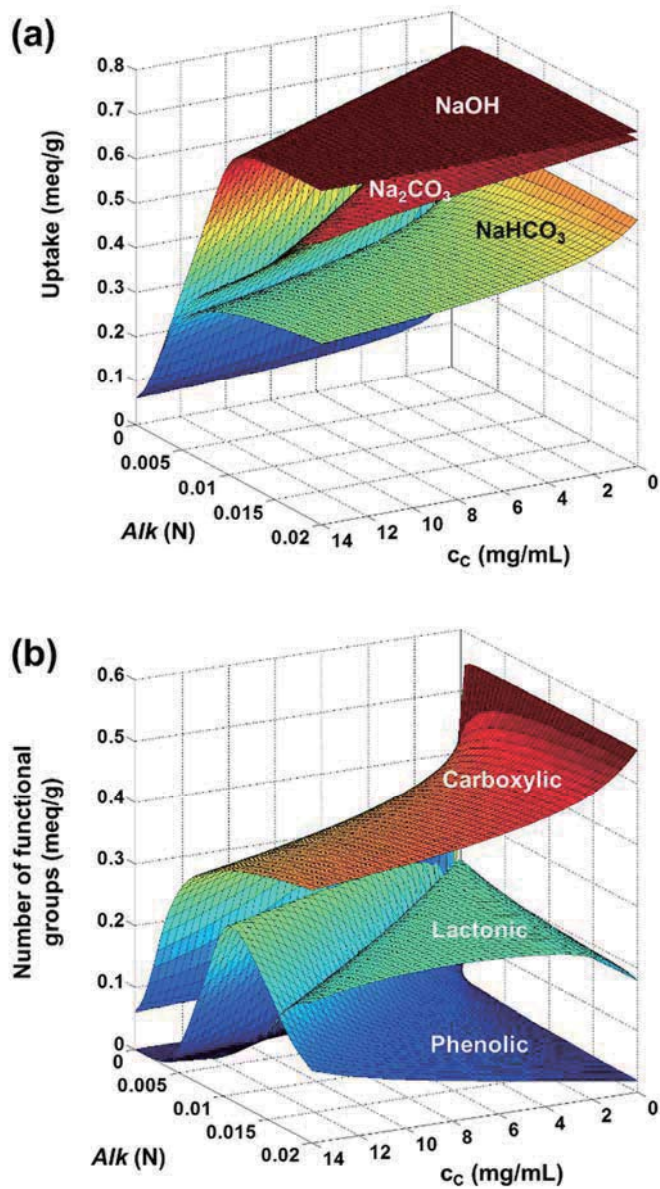 (a)
0.8
0.7
0.6
0.5
0.4
0.3
0.2
0.1
0
Uptake (meq/g)
NaOH
Na₂CO₃
NaHCO₃
0
0.005
0.01
0.015
0.02
Alk (N)
14
12
10
8
6
4
2
0
c_C (mg/mL)
(b)
0.6
0.5
0.4
0.3
0.2
0.1
0
Number of functional
groups (meq/g)
Carboxylic
Lactonic
Phenolic
0
0.005
0.01
0.015
0.02
Alk (N)
14
12
10
8
6
4
2
0
c_C (mg/mL)